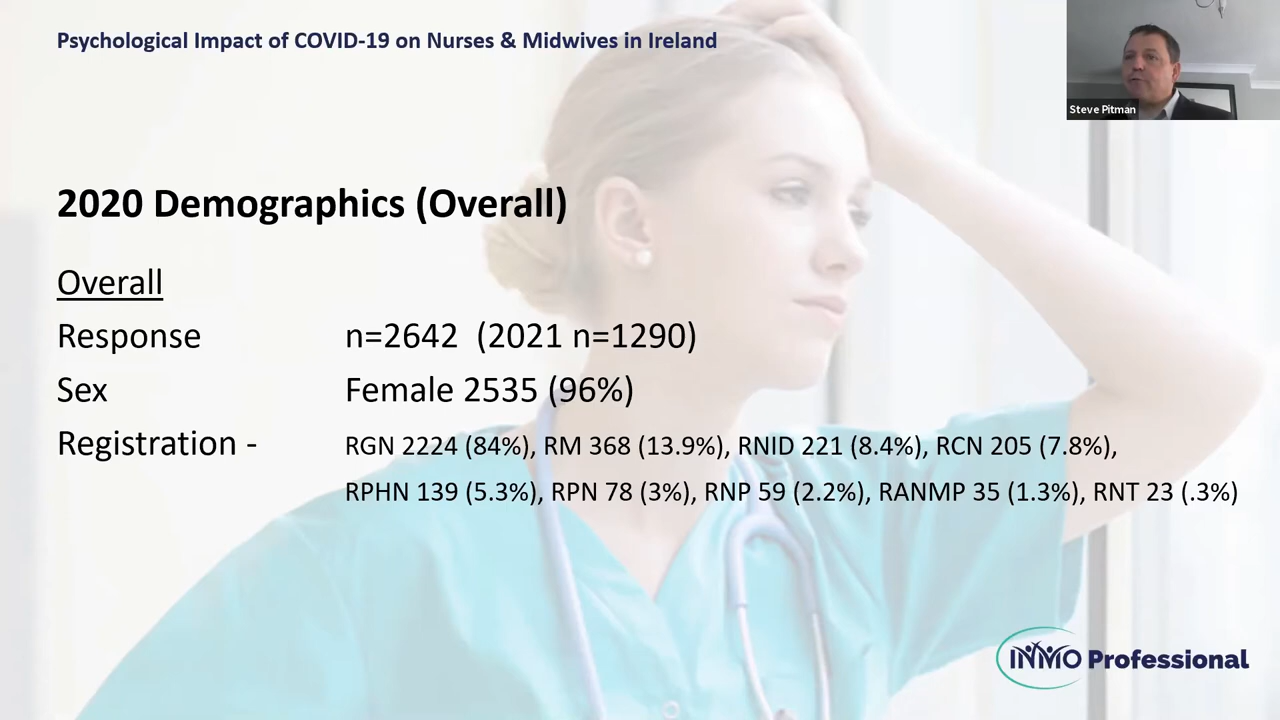 Psychological Impact of COVID-19 on Nurses & Midwives in Ireland
Steve Pitman
2020 Demographics (Overall)
Overall
Response n=2642 (2021 n=1290)
Sex Female 2535 (96%)
Registration - RGN 2224 (84%), RM 368 (13.9%), RNID 221 (8.4%), RCN 205 (7.8%),
RPHN 139 (5.3%), RPN 78 (3%), RNP 59 (2.2%), RANMP 35 (1.3%), RNT 23 (.3%)
INMO Professional